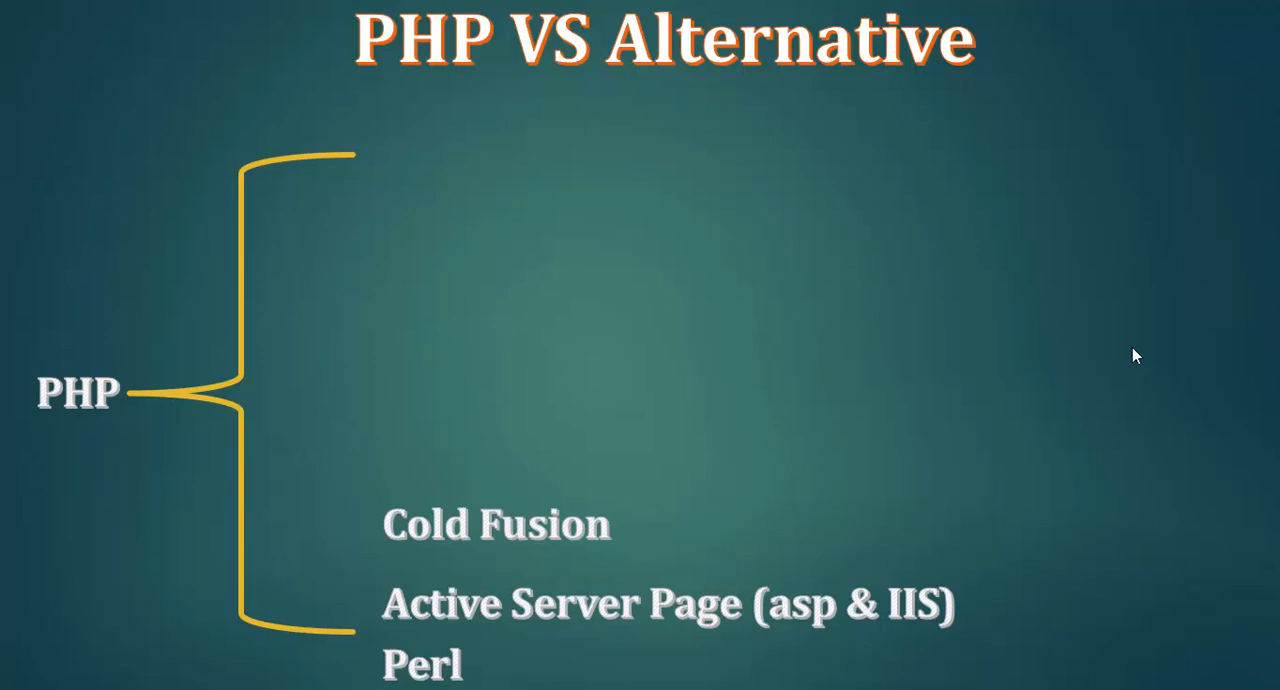 PHP VS Alternative
PHP
Cold Fusion
Active Server Page (asp & IIS)
Perl